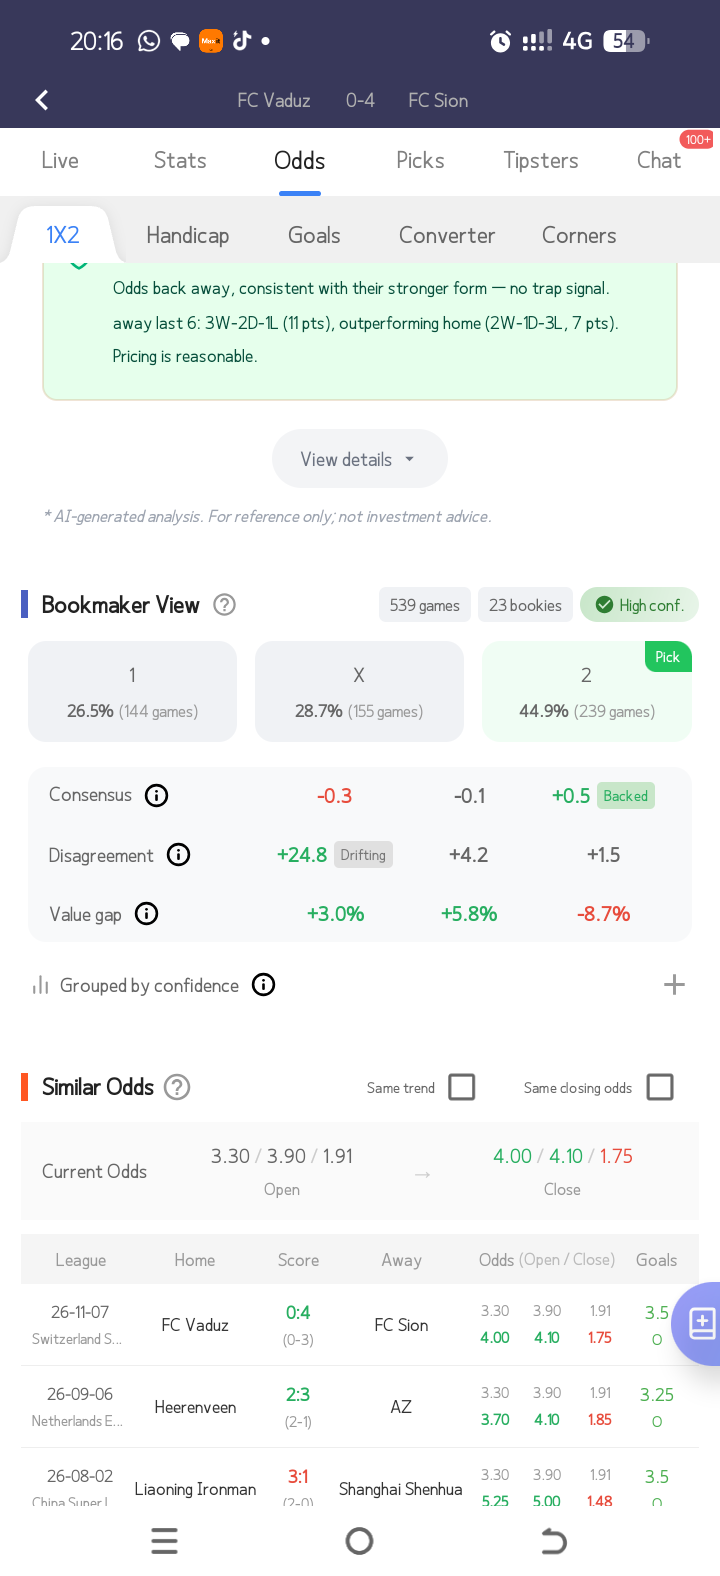 20:16 4G 54
FC Vaduz 0-4 FC Sion
Live Stats Odds Picks Tipsters Chat 100+
1X2 Handicap Goals Converter Corners
Odds back away, consistent with their stronger form — no trap signal.
away last 6: 3W-2D-1L (11 pts), outperforming home (2W-1D-3L, 7 pts).
Pricing is reasonable.
View details
* AI-generated analysis. For reference only; not investment advice.
Bookmaker View ? 539 games 23 bookies High conf.
1 X 2 Pick
26.5% (144 games) 28.7% (155 games) 44.9% (239 games)
Consensus -0.3 -0.1 +0.5 Backed
Disagreement +24.8 Drifting +4.2 +1.5
Value gap +3.0% +5.8% -8.7%
Grouped by confidence
Similar Odds ? Same trend Same closing odds
Current Odds 3.30 / 3.90 / 1.91 → 4.00 / 4.10 / 1.75
Open Close
League Home Score Away Odds (Open / Close) Goals
26-11-07 FC Vaduz 0:4 FC Sion 3.30 3.90 1.91 3.5
Switzerland S... (0-3) 4.00 4.10 1.75 O
26-09-06 Heerenveen 2:3 AZ 3.30 3.90 1.91 3.25
Netherlands E... (2-1) 3.70 4.10 1.85 O
26-08-02 Liaoning Ironman 3:1 Shanghai Shenhua 3.30 3.90 1.91 3.5
China Super L... (2-0) 5.25 5.00 1.48 O